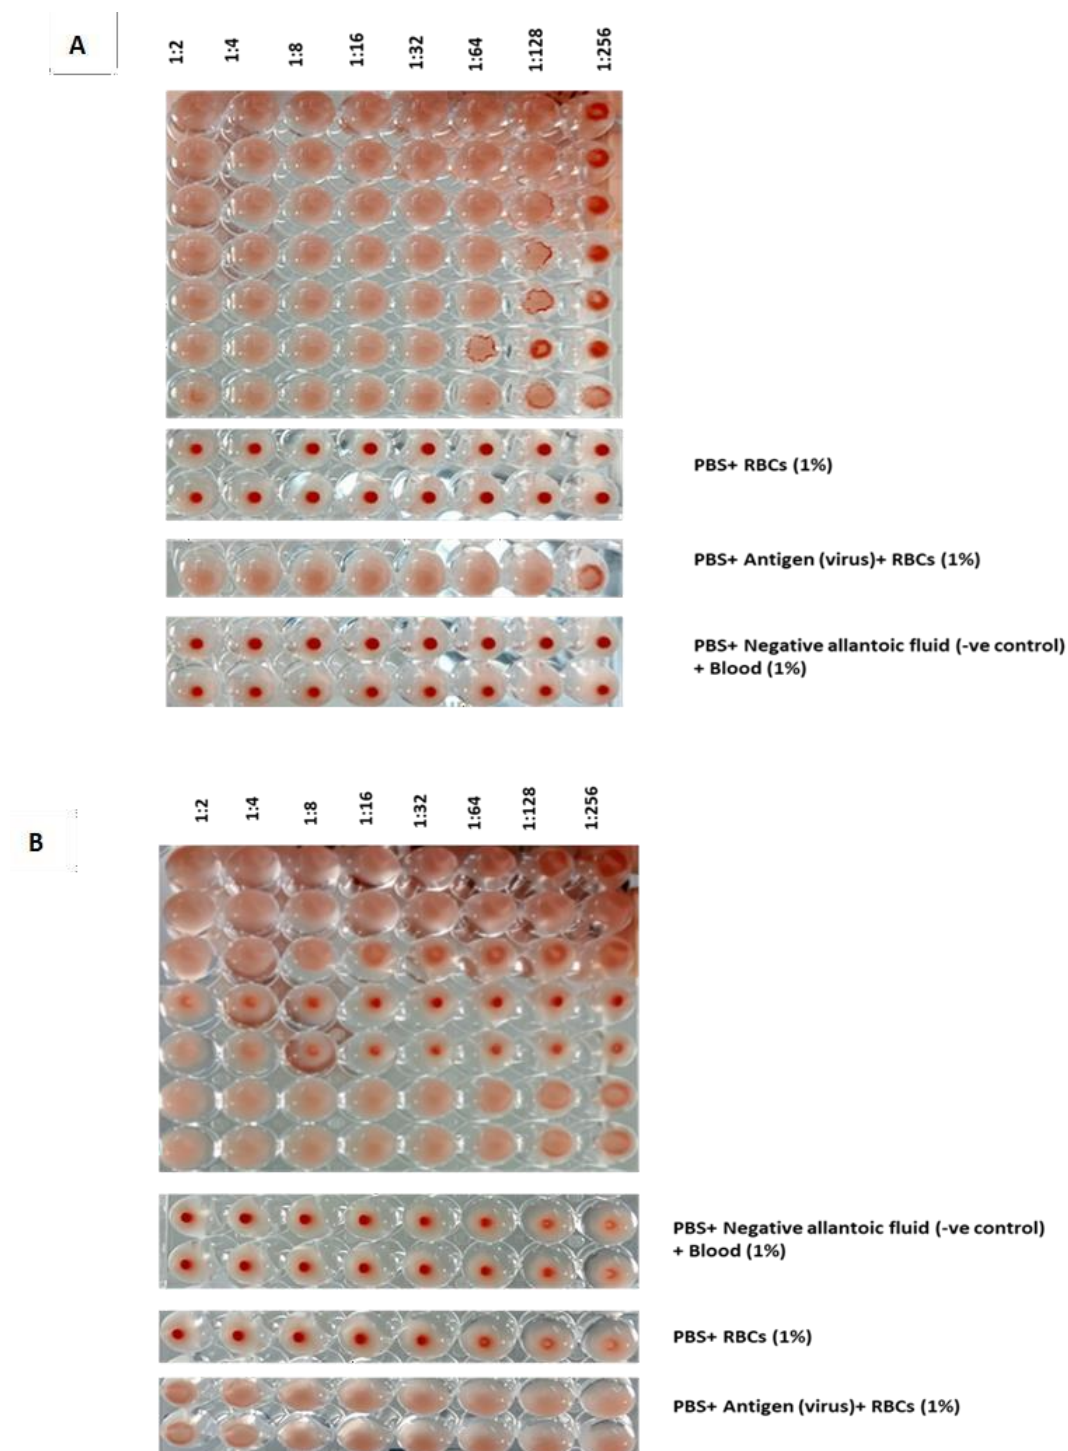 A
1:2 1:4 1:8 1:16 1:32 1:64 1:128 1:256
PBS+ RBCs (1%)
PBS+ Antigen (virus)+ RBCs (1%)
PBS+ Negative allantoic fluid (-ve control)
+ Blood (1%)
B
1:2 1:4 1:8 1:16 1:32 1:64 1:128 1:256
PBS+ Negative allantoic fluid (-ve control)
+ Blood (1%)
PBS+ RBCs (1%)
PBS+ Antigen (virus)+ RBCs (1%)